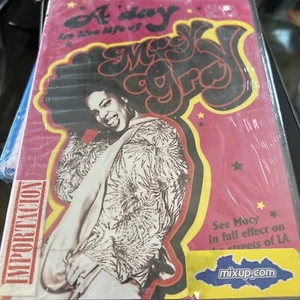 A day
in the life of
Macy
Gray
IMPORTACION
See Macy
in full effect on
the streets of LA
mixup.com